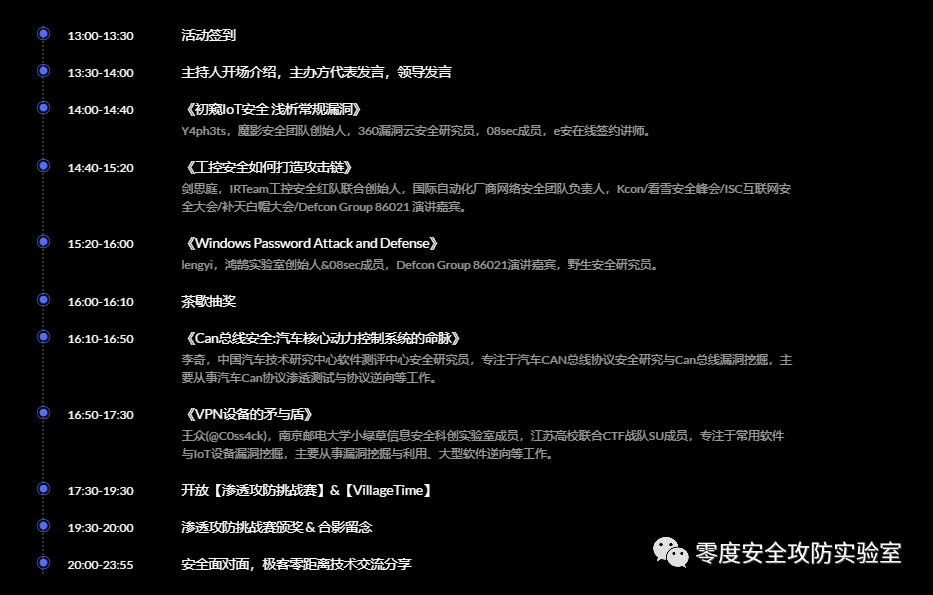 13:00-13:30 活动签到
13:30-14:00 主持人开场介绍，主办方代表发言，领导发言
14:00-14:40 《初窥IoT安全 浅析常规漏洞》
Y4ph3ts，魔影安全团队创始人，360漏洞云安全研究员，08sec成员，e安在线签约讲师。
14:40-15:20 《工控安全如何打造攻击链》
剑思庭，IRTeam工控安全红队联合创始人，国际自动化厂商网络安全团队负责人，Kcon/看雪安全峰会/ISC互联网安
全大会/补天白帽大会/Defcon Group 86021 演讲嘉宾。
15:20-16:00 《Windows Password Attack and Defense》
lengyi，鸿鹄实验室创始人&08sec成员，Defcon Group 86021演讲嘉宾，野生安全研究员。
16:00-16:10 茶歇抽奖
16:10-16:50 《Can总线安全:汽车核心动力控制系统的命脉》
李奇，中国汽车技术研究中心软件测评中心安全研究员，专注于汽车CAN总线协议安全研究与Can总线漏洞挖掘，主
要从事汽车Can协议渗透测试与协议逆向等工作。
16:50-17:30 《VPN设备的矛与盾》
王众(@C0ss4ck)，南京邮电大学小绿草信息安全科创实验室成员，江苏高校联合CTF战队SU成员，专注于常用软件
与IoT设备漏洞挖掘，主要从事漏洞挖掘与利用、大型软件逆向等工作。
17:30-19:30 开放【渗透攻防挑战赛】&【VillageTime】
19:30-20:00 渗透攻防挑战赛颁奖 & 合影留念
20:00-23:55 安全面对面，极客零距离技术交流分享
零度安全攻防实验室